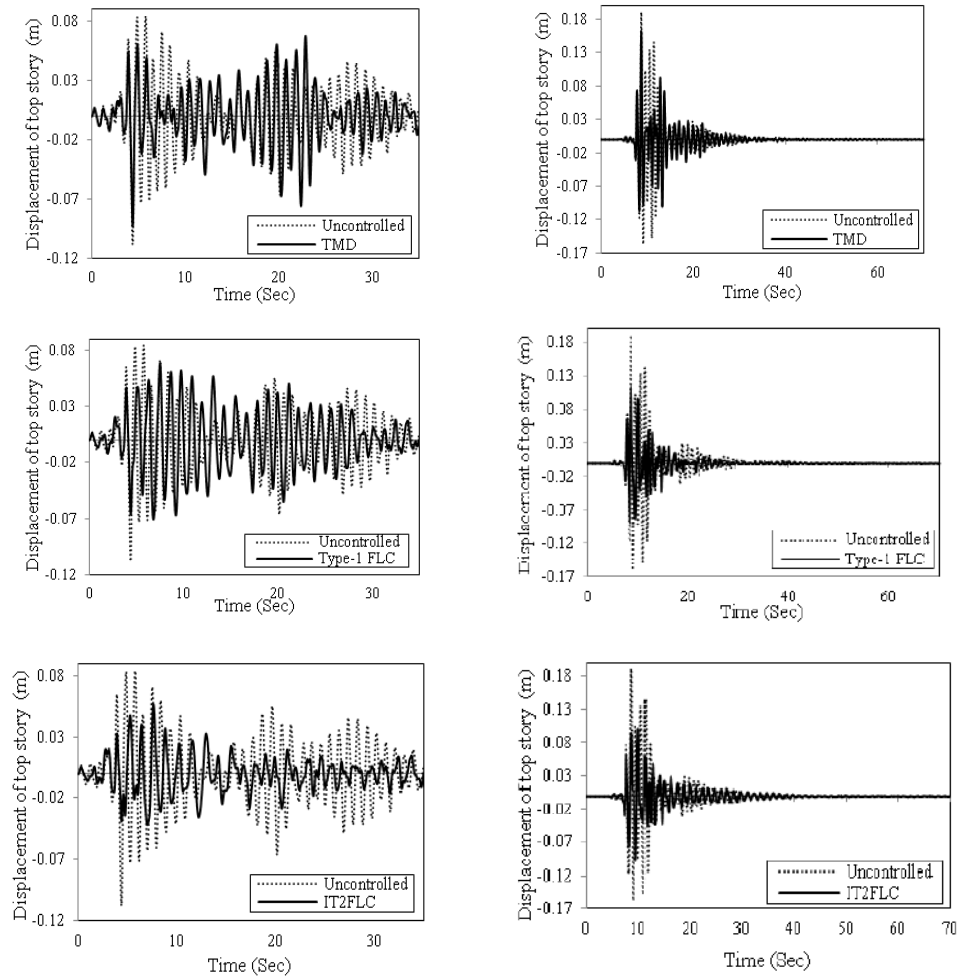 Displacement of top story (m)
0.08
0.03
-0.02
-0.07
-0.12
Uncontrolled
TMD
0 10 20 30
Time (Sec)
Displacement of top story (m)
0.18
0.13
0.08
0.03
-0.02
-0.07
-0.12
-0.17
Uncontrolled
TMD
0 20 40 60
Time (Sec)
Displacement of top story (m)
0.08
0.03
-0.02
-0.07
-0.12
Uncontrolled
Type-1 FLC
0 10 20 30
Time (Sec)
Displacement of top story (m)
0.18
0.13
0.08
0.03
-0.02
-0.07
-0.12
-0.17
Uncontrolled
Type-1 FLC
0 20 40 60
Time (Sec)
Displacement of top story (m)
0.08
0.03
-0.02
-0.07
-0.12
Uncontrolled
IT2FLC
0 10 20 30
Time (Sec)
Displacement of top story (m)
0.18
0.13
0.08
0.03
-0.02
-0.07
-0.12
-0.17
Uncontrolled
IT2FLC
0 10 20 30 40 50 60 70
Time (Sec)